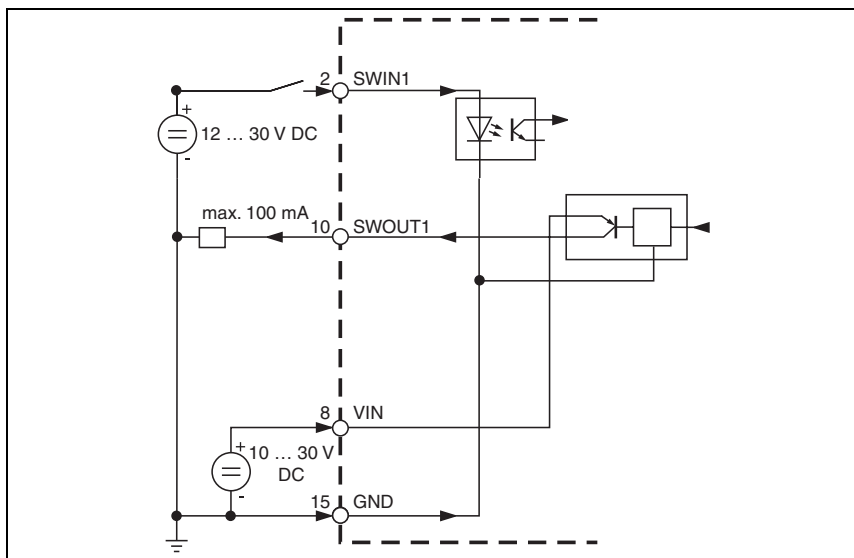 2 SWIN1
+
12 … 30 V DC
-
max. 100 mA
10 SWOUT1
8 VIN
+ 10 … 30 V
DC
-
15 GND